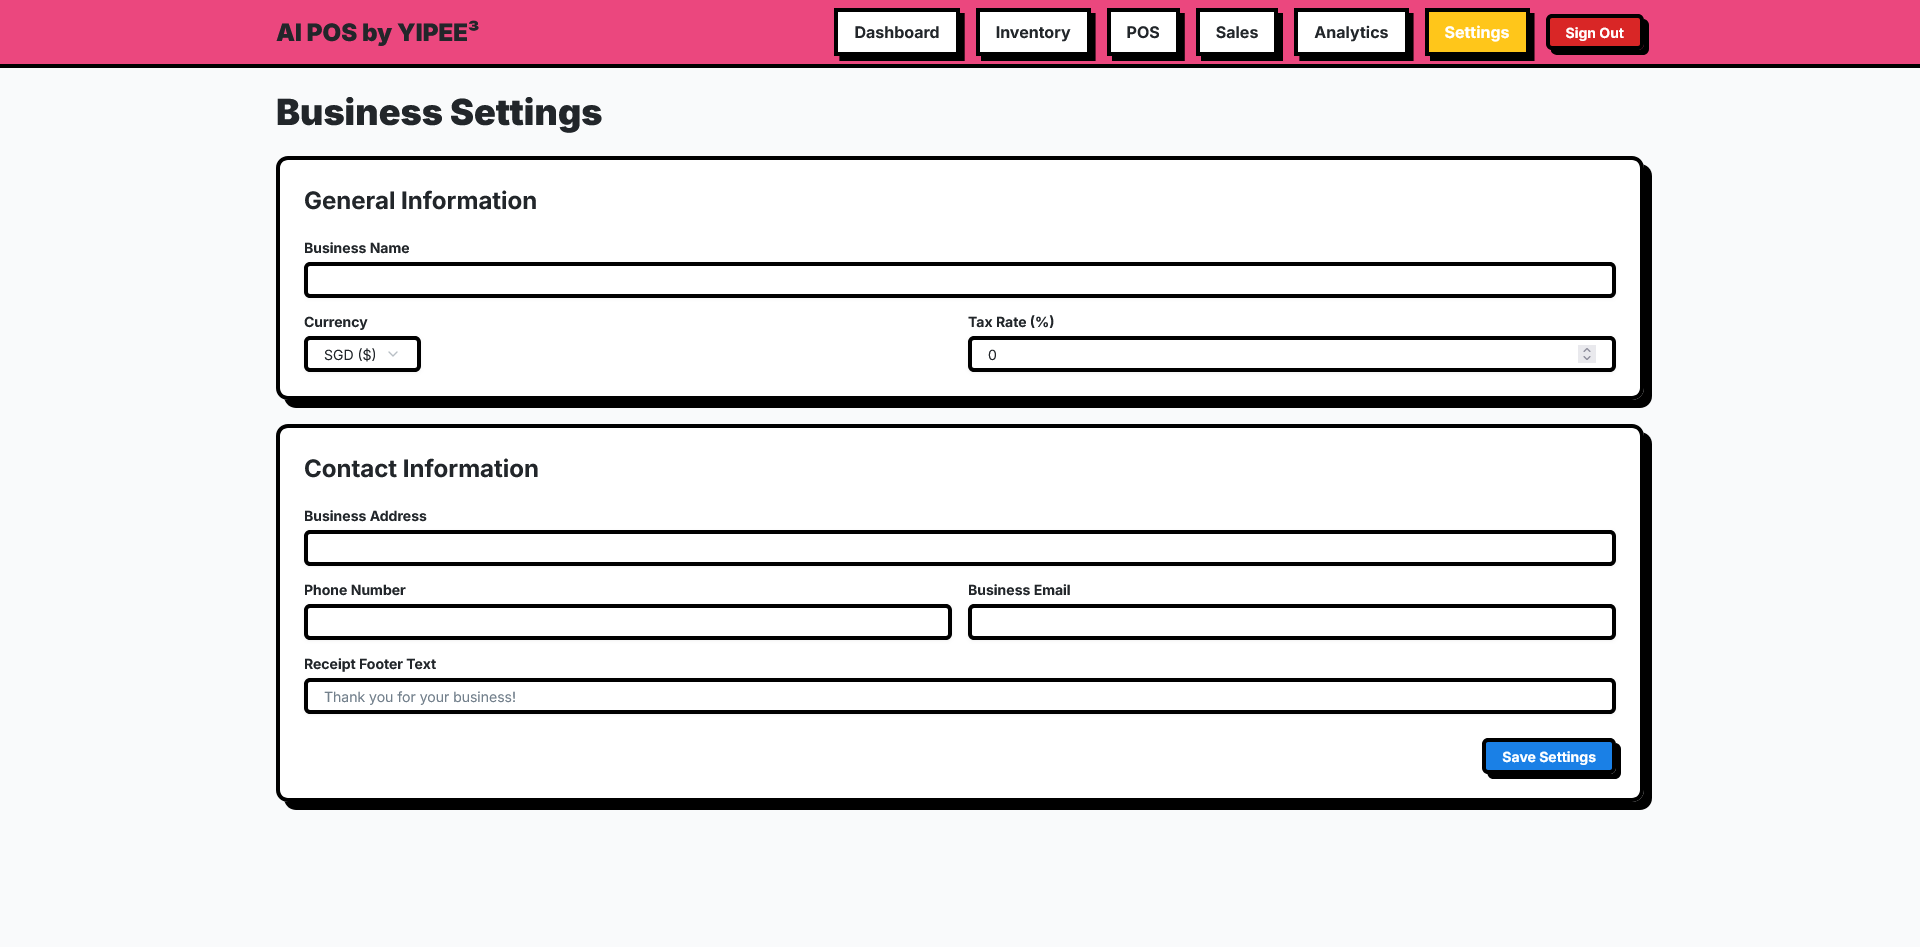 AI POS by YIPEE³
Dashboard
Inventory
POS
Sales
Analytics
Settings
Sign Out
Business Settings
General Information
Business Name
Currency
Tax Rate (%)
SGD ($)
0
Contact Information
Business Address
Phone Number
Business Email
Receipt Footer Text
Thank you for your business!
Save Settings